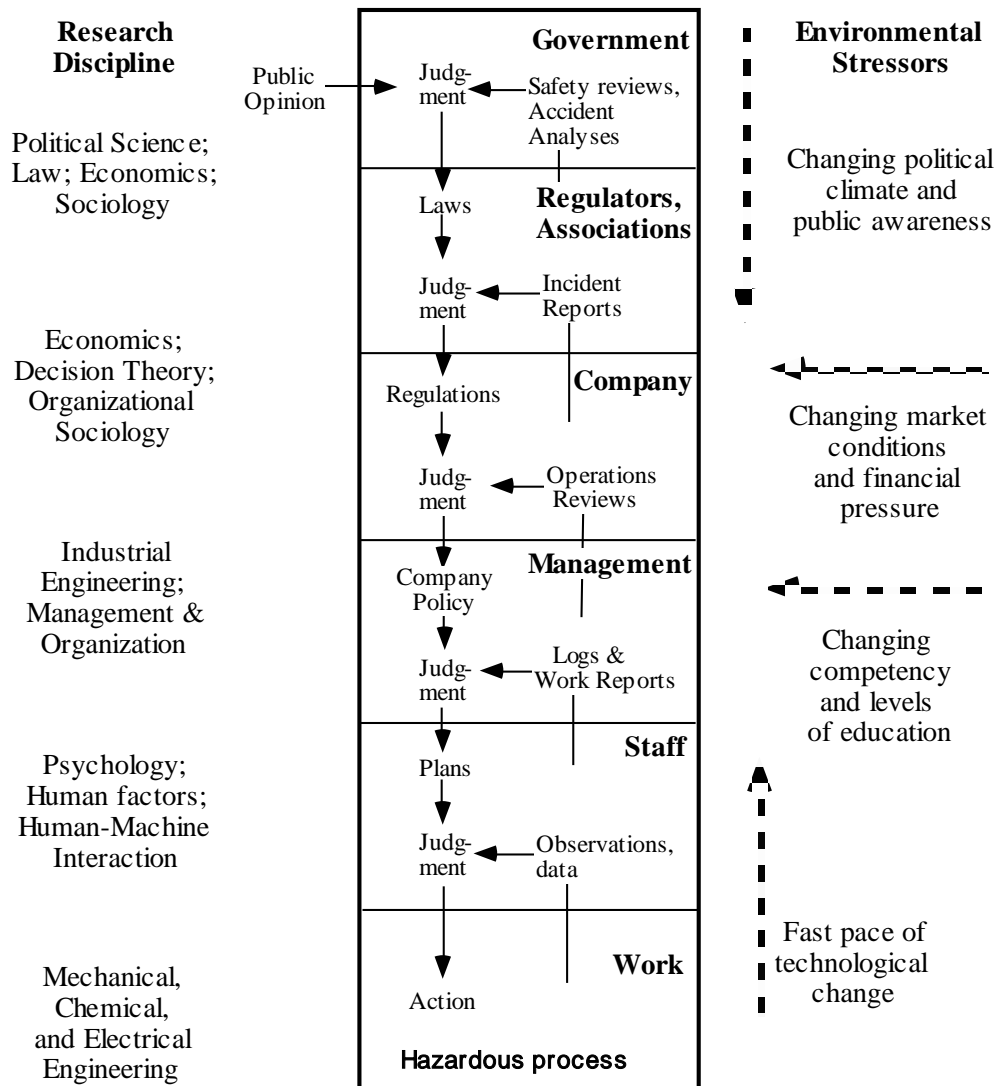 Research
Discipline
Political Science;
Law; Economics;
Sociology
Economics;
Decision Theory;
Organizational
Sociology
Industrial
Engineering;
Management &
Organization
Psychology;
Human factors;
Human-Machine
Interaction
Mechanical,
Chemical,
and Electrical
Engineering
Public
Opinion
Government
Judg-
ment
Safety reviews,
Accident
Analyses
Regulators,
Associations
Laws
Judg-
ment
Incident
Reports
Company
Regulations
Judg-
ment
Operations
Reviews
Management
Company
Policy
Judg-
ment
Logs &
Work Reports
Staff
Plans
Judg-
ment
Observations,
data
Work
Action
Hazardous process
Environmental
Stressors
Changing political
climate and
public awareness
Changing market
conditions
and financial
pressure
Changing
competency
and levels
of education
Fast pace of
technological
change